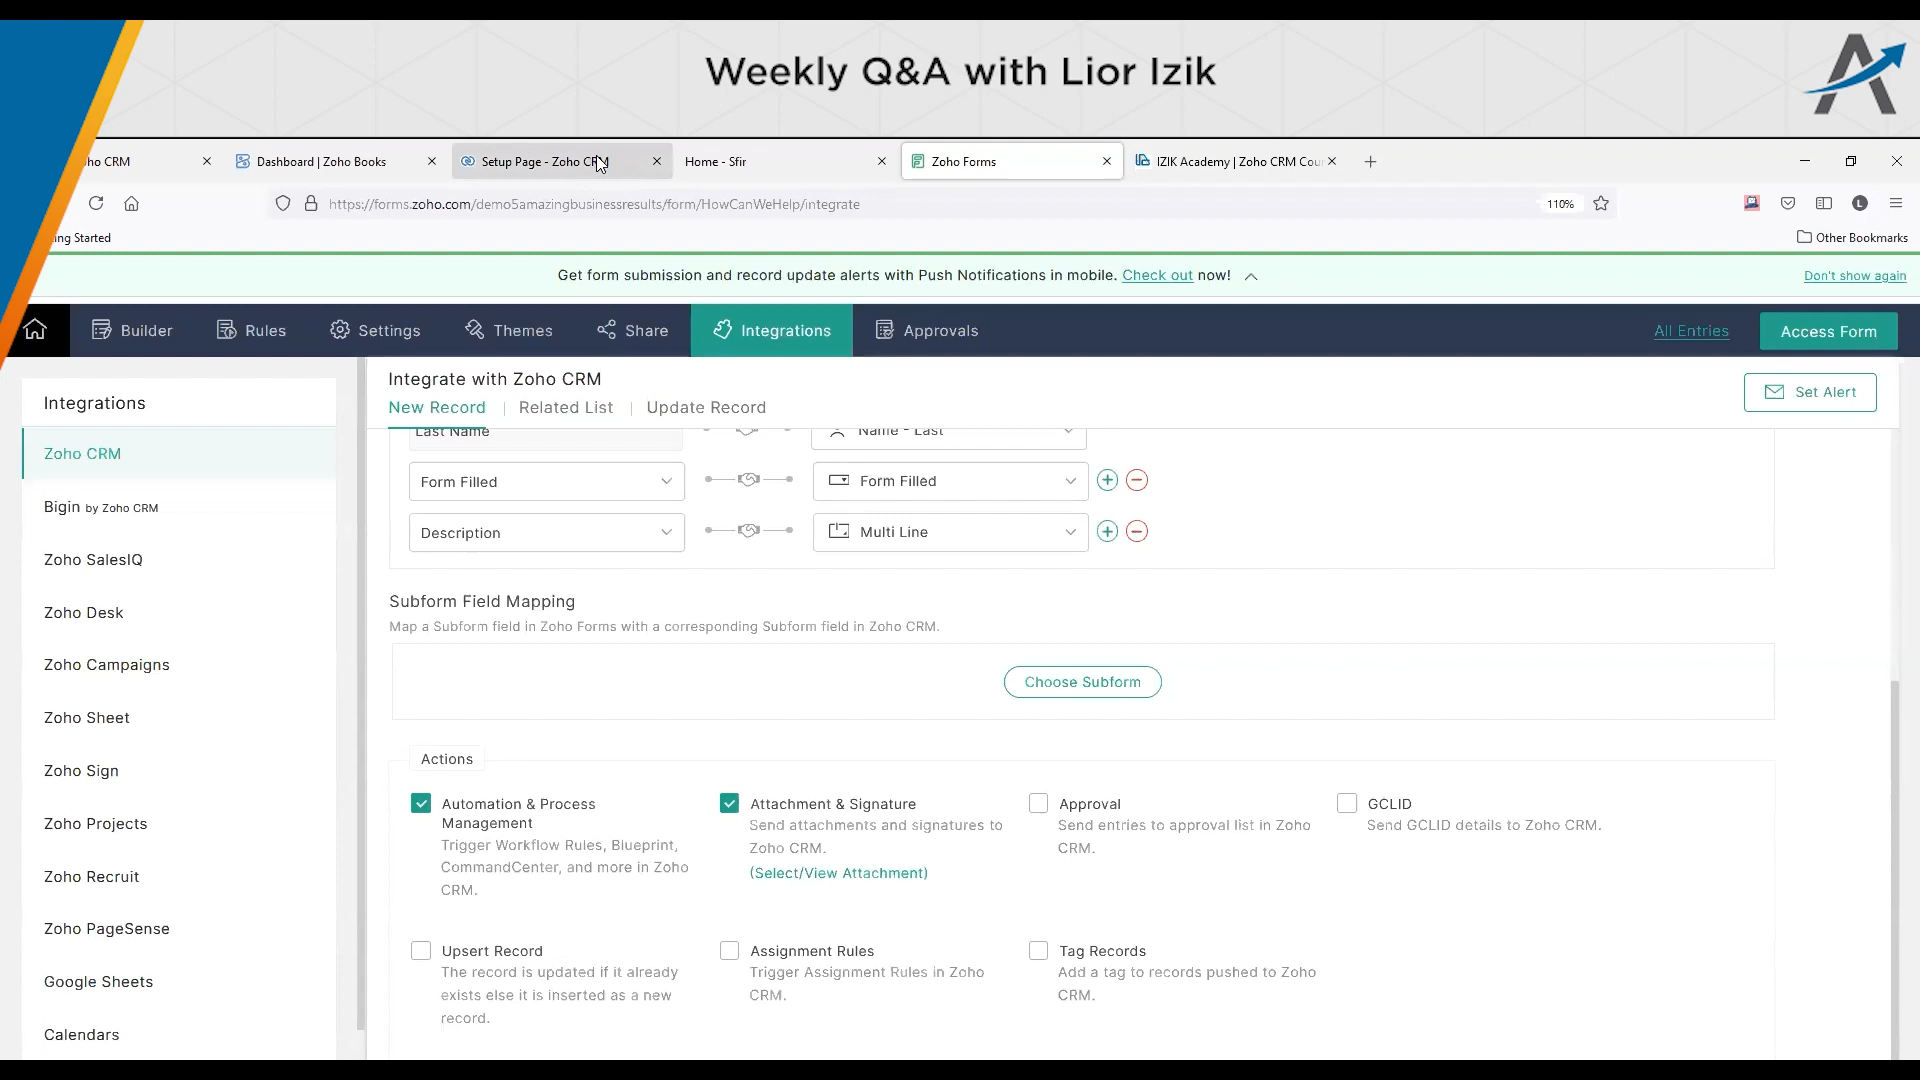 Weekly Q&A with Lior Izik
ho CRM
Dashboard | Zoho Books
Setup Page - Zoho CRM
Home - Sfir
Zoho Forms
IZIK Academy | Zoho CRM Cou
https://forms.zoho.com/demo5amazingbusinessresults/form/HowCanWeHelp/integrate
110%
L
ing Started
Other Bookmarks
Get form submission and record update alerts with Push Notifications in mobile. Check out now!
Don't show again
Builder
Rules
Settings
Themes
Share
Integrations
Approvals
All Entries
Access Form
Integrations
Zoho CRM
Bigin by Zoho CRM
Zoho SalesIQ
Zoho Desk
Zoho Campaigns
Zoho Sheet
Zoho Sign
Zoho Projects
Zoho Recruit
Zoho PageSense
Google Sheets
Calendars
Integrate with Zoho CRM
New Record
Related List
Update Record
Set Alert
Last Name
Name - Last
Form Filled
Form Filled
Description
Multi Line
Subform Field Mapping
Map a Subform field in Zoho Forms with a corresponding Subform field in Zoho CRM.
Choose Subform
Actions
Automation & Process
Management
Trigger Workflow Rules, Blueprint,
CommandCenter, and more in Zoho
CRM.
Attachment & Signature
Send attachments and signatures to
Zoho CRM.
(Select/View Attachment)
Approval
Send entries to approval list in Zoho
CRM.
GCLID
Send GCLID details to Zoho CRM.
Upsert Record
The record is updated if it already
exists else it is inserted as a new
record.
Assignment Rules
Trigger Assignment Rules in Zoho
CRM.
Tag Records
Add a tag to records pushed to Zoho
CRM.